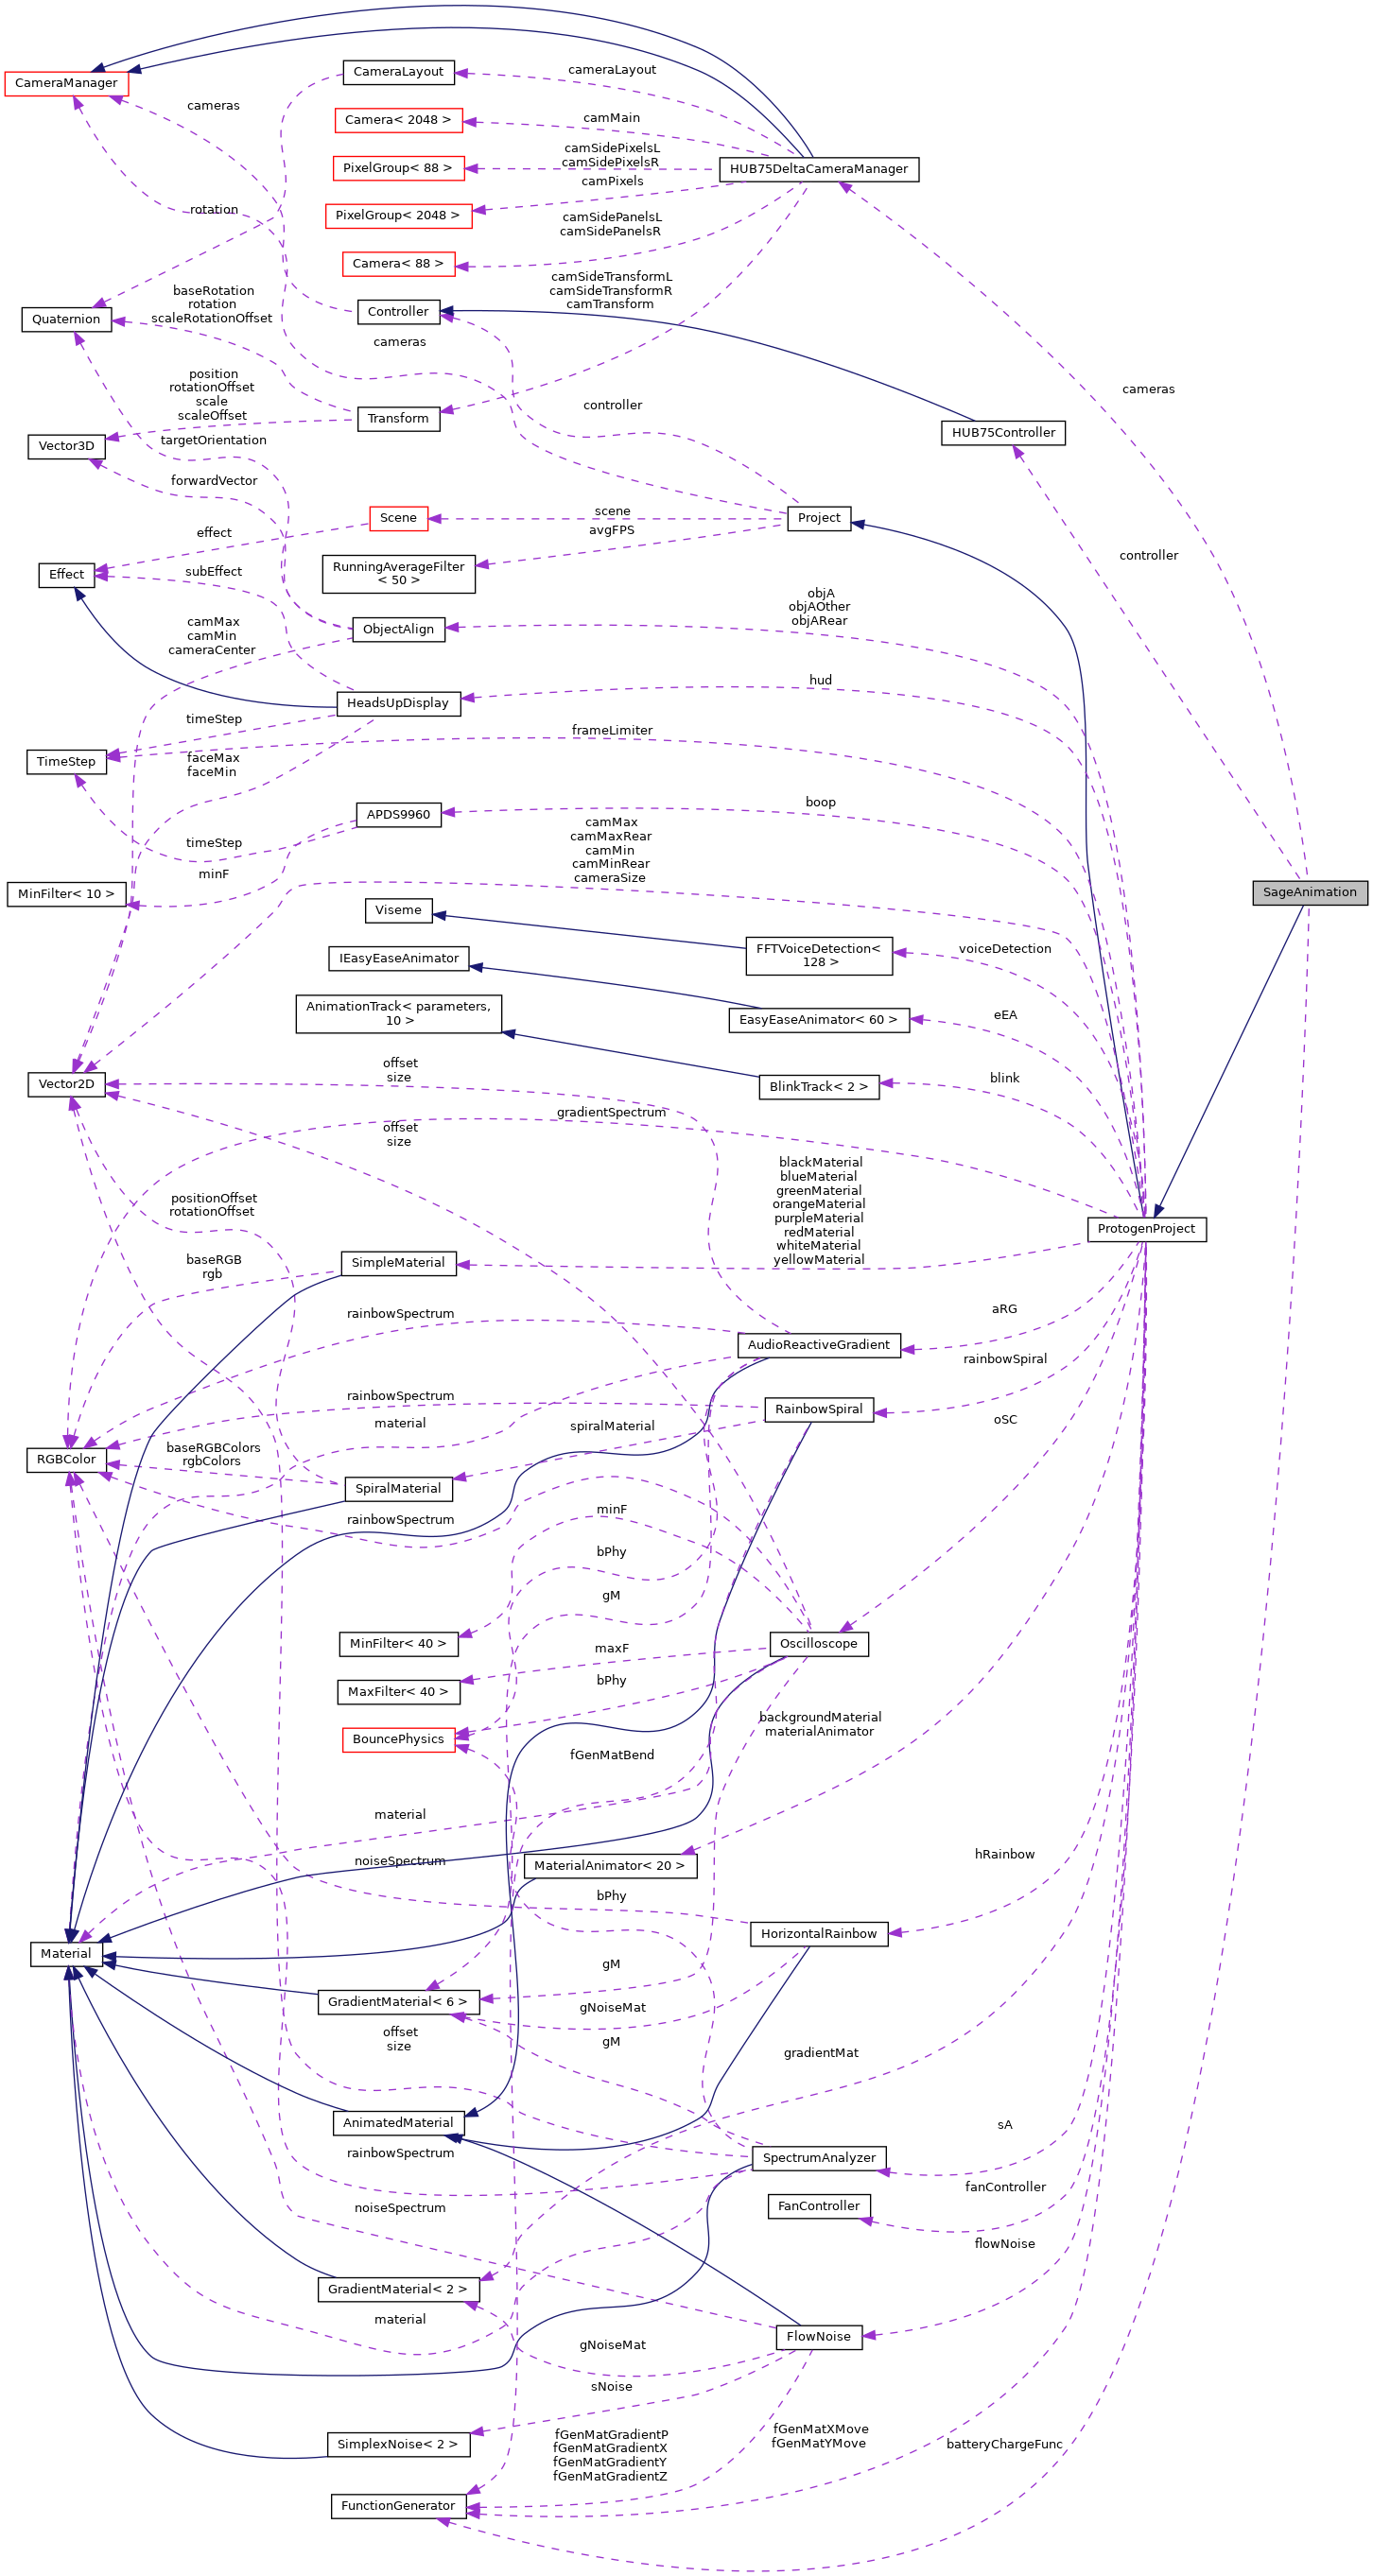 CameraManager
cameras
CameraLayout
cameraLayout
Camera< 2048 >
camMain
PixelGroup< 88 >
camSidePixelsL
camSidePixelsR
HUB75DeltaCameraManager
camPixels
PixelGroup< 2048 >
rotation
camSidePanelsL
camSidePanelsR
Camera< 88 >
camSideTransformL
camSideTransformR
camTransform
baseRotation
rotation
scaleRotationOffset
Quaternion
Controller
cameras
cameras
position
rotationOffset
scale
scaleOffset
controller
Transform
HUB75Controller
Vector3D
targetOrientation
forwardVector
Scene
scene
Project
avgFPS
effect
RunningAverageFilter
< 50 >
controller
Effect
subEffect
objA
objAOther
objARear
ObjectAlign
camMax
camMin
cameraCenter
hud
HeadsUpDisplay
timeStep
frameLimiter
TimeStep
faceMax
faceMin
boop
APDS9960
timeStep
camMax
camMaxRear
camMin
camMinRear
cameraSize
minF
MinFilter< 10 >
SageAnimation
Viseme
FFTVoiceDetection<
128 >
voiceDetection
IEasyEaseAnimator
AnimationTrack< parameters,
10 >
EasyEaseAnimator< 60 >
eEA
offset
size
Vector2D
BlinkTrack< 2 >
blink
gradientSpectrum
offset
size
blackMaterial
blueMaterial
greenMaterial
orangeMaterial
purpleMaterial
redMaterial
whiteMaterial
yellowMaterial
positionOffset
rotationOffset
ProtogenProject
baseRGB
rgb
SimpleMaterial
rainbowSpectrum
aRG
AudioReactiveGradient
rainbowSpiral
rainbowSpectrum
RainbowSpiral
material
spiralMaterial
oSC
baseRGBColors
rgbColors
RGBColor
SpiralMaterial
rainbowSpectrum
minF
bPhy
gM
MinFilter< 40 >
maxF
Oscilloscope
MaxFilter< 40 >
bPhy
BouncePhysics
backgroundMaterial
materialAnimator
fGenMatBend
material
noiseSpectrum
MaterialAnimator< 20 >
hRainbow
bPhy
HorizontalRainbow
Material
gM
GradientMaterial< 6 >
gNoiseMat
offset
size
gM
gradientMat
AnimatedMaterial
sA
rainbowSpectrum
SpectrumAnalyzer
fanController
noiseSpectrum
FanController
flowNoise
GradientMaterial< 2 >
material
FlowNoise
gNoiseMat
sNoise
SimplexNoise< 2 >
fGenMatGradientP
fGenMatGradientX
fGenMatGradientY
fGenMatGradientZ
fGenMatXMove
fGenMatYMove
batteryChargeFunc
FunctionGenerator